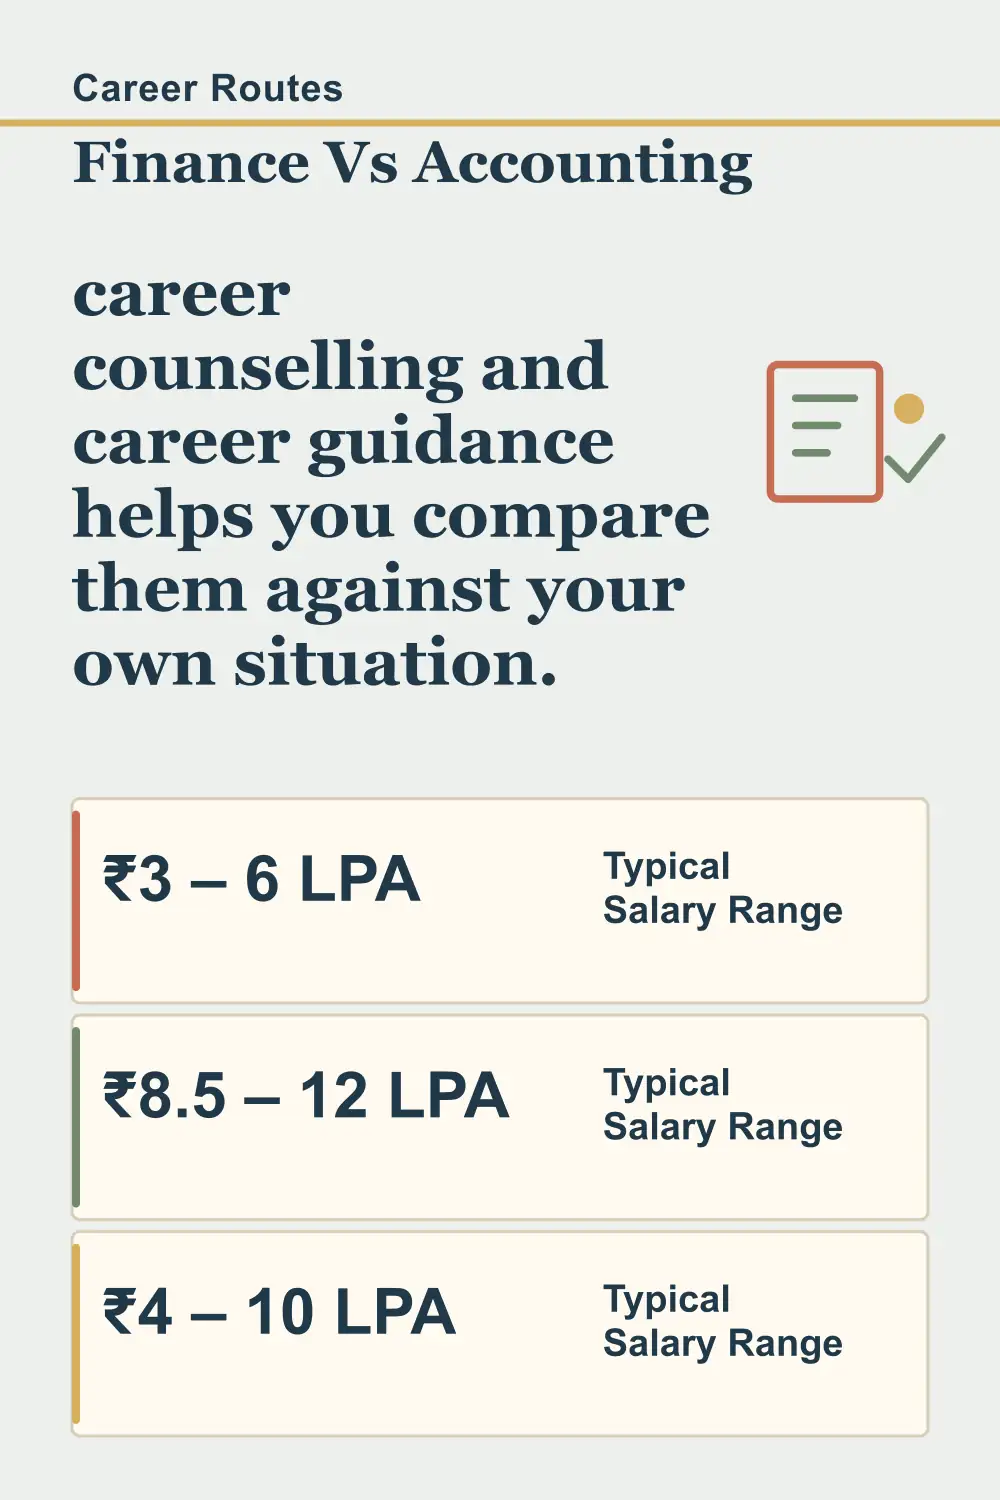 Career Routes
Finance Vs Accounting
career
counselling and
career guidance
helps you compare
them against your
own situation.
₹3 – 6 LPA
Typical
Salary Range
₹8.5 – 12 LPA
Typical
Salary Range
₹4 – 10 LPA
Typical
Salary Range